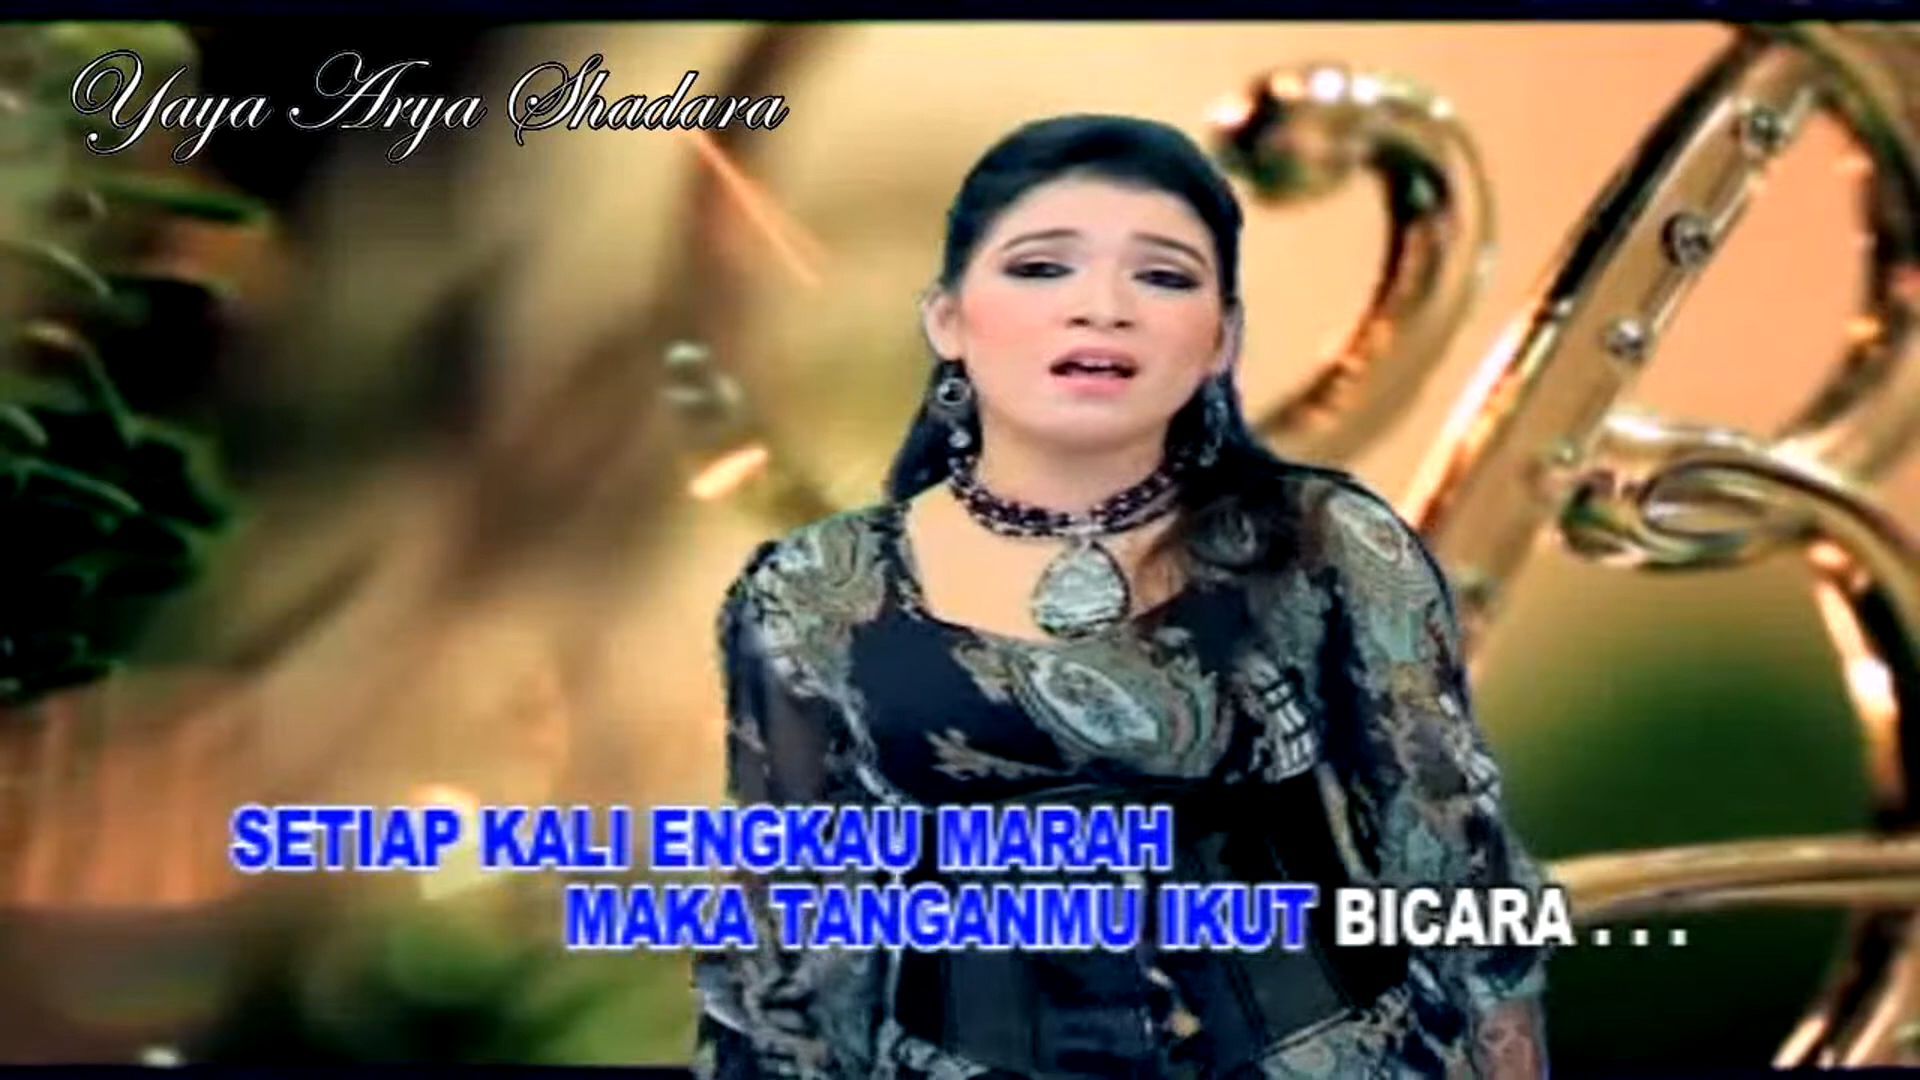 Yaya Arya Shadara
SETIAP KALI ENGKAU MARAH
MAKA TANGANMU IKUT BICARA . . .